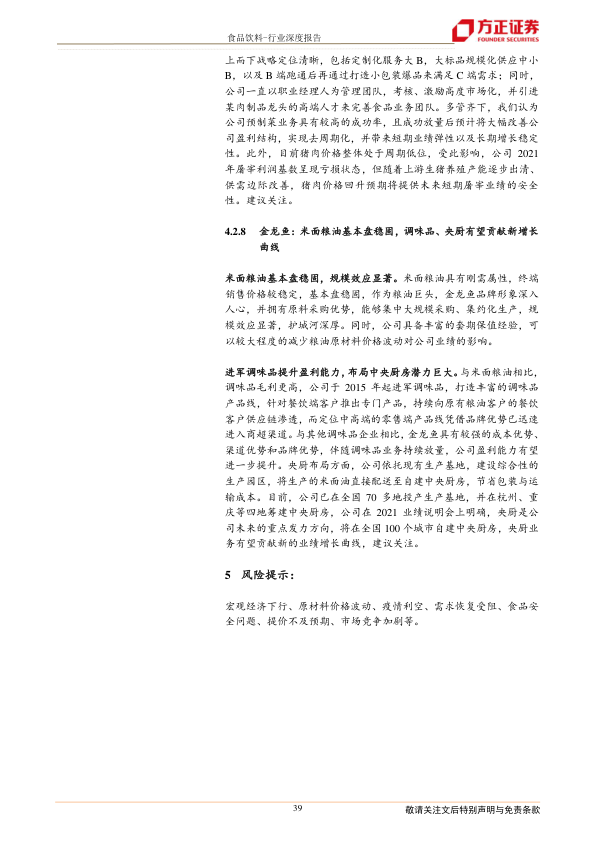 食品饮料-行业深度报告
方正证券
FOUNDER SECURITIES
上而下战略定位清晰，包括定制化服务大 B，大标品规模化供应中小
B，以及 B 端跑通后再通过打造小包装爆品来满足 C 端需求；同时，
公司一直以职业经理人为管理团队，考核、激励高度市场化，并引进
某肉制品龙头的高端人才来完善食品业务团队。多管齐下，我们认为
公司预制菜业务具有较高的成功率，且成功放量后预计将大幅改善公
司盈利结构，实现去周期化，并带来短期业绩弹性以及长期增长稳定
性。此外，目前猪肉价格整体处于周期低位，受此影响，公司 2021
年屠宰利润基数呈现亏损状态，但随着上游生猪养殖产能逐步出清、
供需边际改善，猪肉价格回升预期将提供未来短期屠宰业绩的安全
性。建议关注。
4.2.8 金龙鱼：米面粮油基本盘稳固，调味品、央厨有望贡献新增长
曲线
米面粮油基本盘稳固，规模效应显著。米面粮油具有刚需属性，终端
销售价格较稳定，基本盘稳固，作为粮油巨头，金龙鱼品牌形象深入
人心，并拥有原料采购优势，能够集中大规模采购、集约化生产，规
模效应显著，护城河深厚。同时，公司具备丰富的套期保值经验，可
以较大程度的减少粮油原材料价格波动对公司业绩的影响。
进军调味品提升盈利能力，布局中央厨房潜力巨大。与米面粮油相比，
调味品毛利更高，公司于 2015 年起进军调味品，打造丰富的调味品
产品线，针对餐饮端客户推出专门产品，持续向原有粮油客户的餐饮
客户供应链渗透，而定位中高端的零售端产品线凭借品牌优势已迅速
进入商超渠道。与其他调味品企业相比，金龙鱼具有较强的成本优势、
渠道优势和品牌优势，伴随调味品业务持续放量，公司盈利能力有望
进一步提升。央厨布局方面，公司依托现有生产基地，建设综合性的
生产园区，将生产的米面油直接配送至自建中央厨房，节省包装与运
输成本。目前，公司已在全国 70 多地投产生产基地，并在杭州、重
庆等四地筹建中央厨房，公司在 2021 业绩说明会上明确，央厨是公
司未来的重点发力方向，将在全国 100 个城市自建中央厨房，央厨业
务有望贡献新的业绩增长曲线，建议关注。
5 风险提示：
宏观经济下行、原材料价格波动、疫情利空、需求恢复受阻、食品安
全问题、提价不及预期、市场竞争加剧等。
39
敬请关注文后特别声明与免责条款